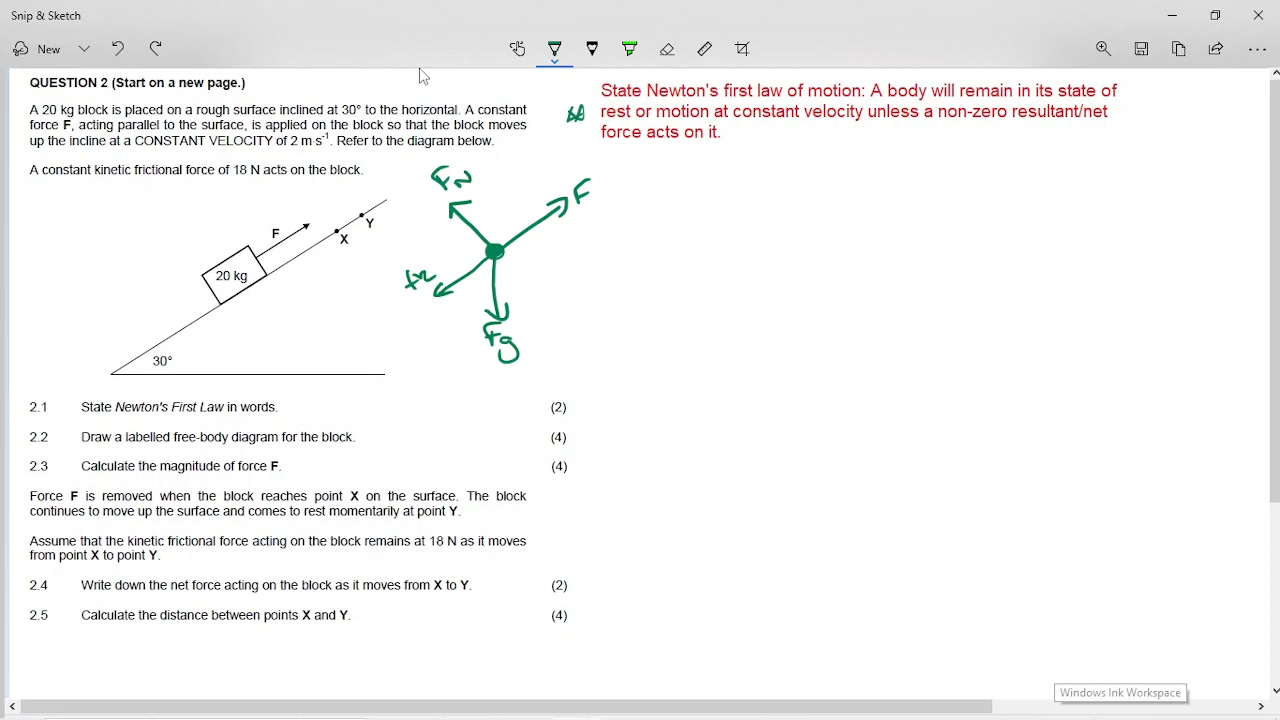 Snip & Sketch
New
QUESTION 2 (Start on a new page.)
A 20 kg block is placed on a rough surface inclined at 30° to the horizontal. A constant
force F, acting parallel to the surface, is applied on the block so that the block moves
up the incline at a CONSTANT VELOCITY of 2 m·s⁻¹. Refer to the diagram below.
A constant kinetic frictional force of 18 N acts on the block.
F
X
Y
20 kg
30°
FN
F
Fg
State Newton's first law of motion: A body will remain in its state of
rest or motion at constant velocity unless a non-zero resultant/net
force acts on it.
2.1 State Newton's First Law in words. (2)
2.2 Draw a labelled free-body diagram for the block. (4)
2.3 Calculate the magnitude of force F. (4)
Force F is removed when the block reaches point X on the surface. The block
continues to move up the surface and comes to rest momentarily at point Y.
Assume that the kinetic frictional force acting on the block remains at 18 N as it moves
from point X to point Y.
2.4 Write down the net force acting on the block as it moves from X to Y. (2)
2.5 Calculate the distance between points X and Y. (4)
Windows Ink Workspace